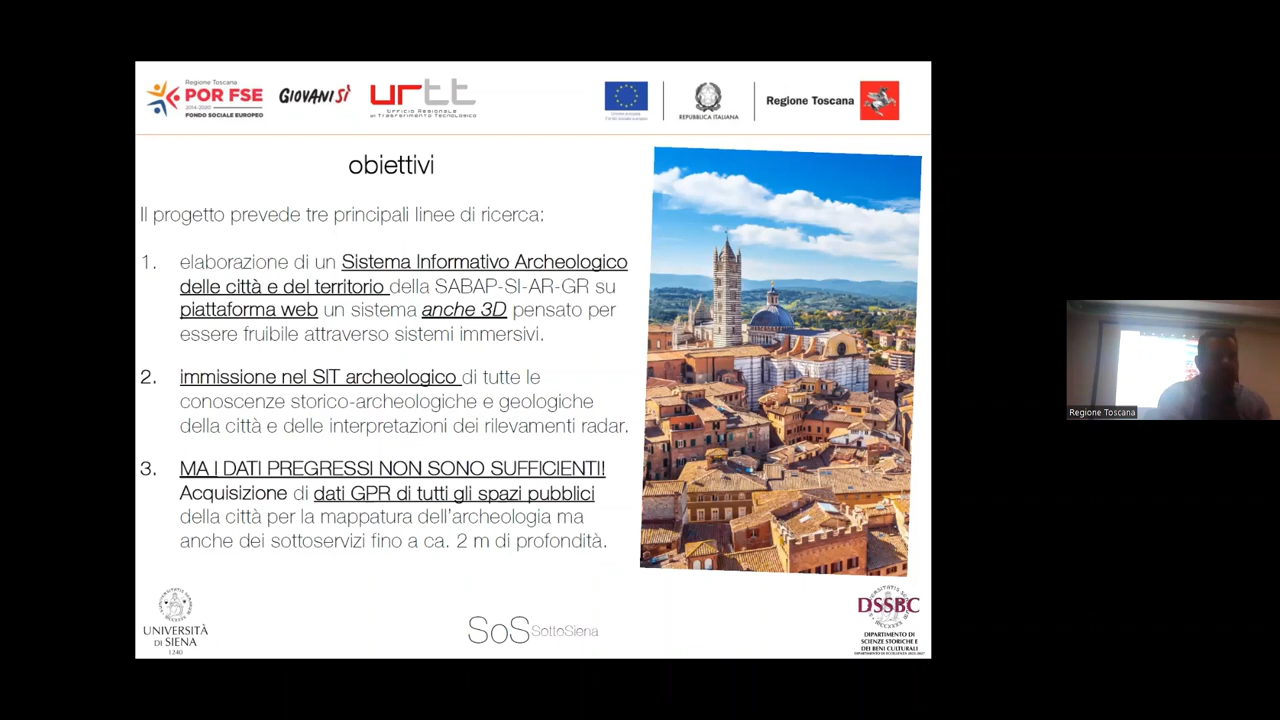 Regione Toscana
POR FSE
2014-2020
FONDO SOCIALE EUROPEO
GIOVANISÌ
urtt
Ufficio Regionale
di Trasferimento Tecnologico
REPUBBLICA ITALIANA
Regione Toscana
obiettivi
Il progetto prevede tre principali linee di ricerca:
1. elaborazione di un Sistema Informativo Archeologico
delle città e del territorio della SABAP-SI-AR-GR su
piattaforma web un sistema anche 3D pensato per
essere fruibile attraverso sistemi immersivi.
2. immissione nel SIT archeologico di tutte le
conoscenze storico-archeologiche e geologiche
della città e delle interpretazioni dei rilevamenti radar.
3. MA I DATI PREGRESSI NON SONO SUFFICIENTI!
Acquisizione di dati GPR di tutti gli spazi pubblici
della città per la mappatura dell'archeologia ma
anche dei sottoservizi fino a ca. 2 m di profondità.
UNIVERSITÀ
DI SIENA
1240
SoS SottoSiena
DSSBC
DIPARTIMENTO DI
SCIENZE STORICHE E
DEI BENI CULTURALI
Regione Toscana